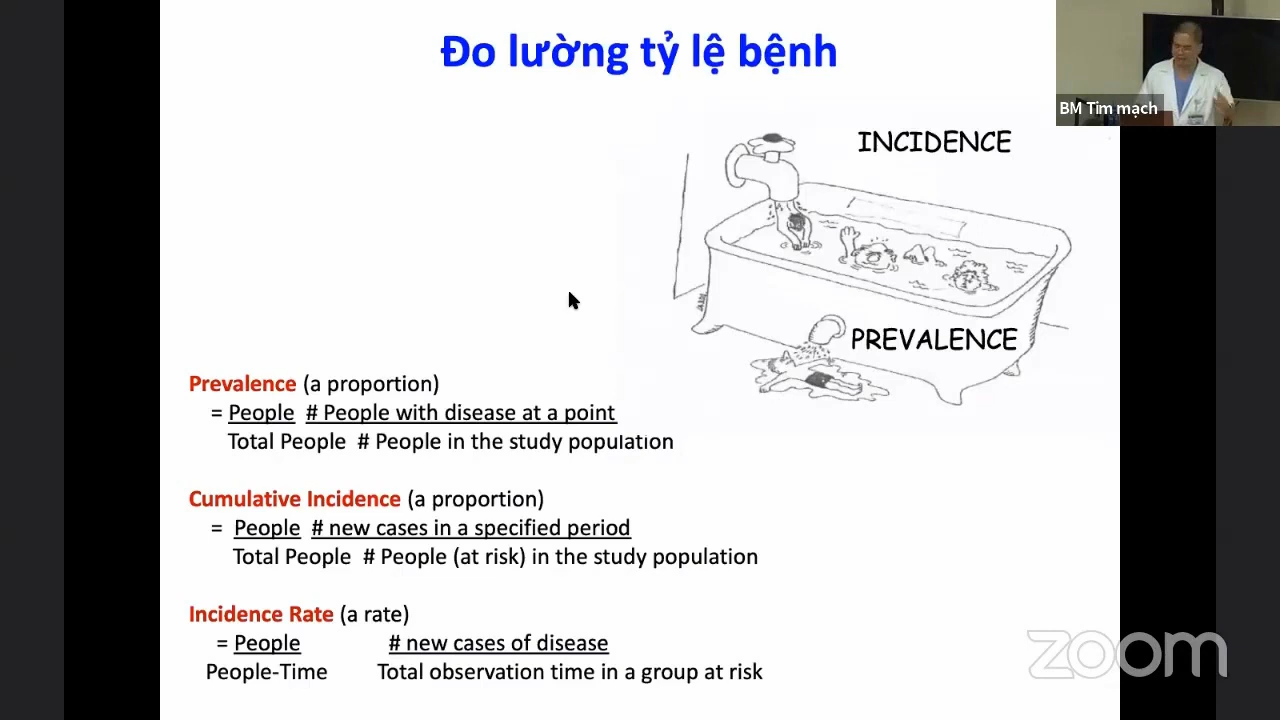 Đo lường tỷ lệ bệnh
BM Tim mạch
INCIDENCE
PREVALENCE
Prevalence (a proportion)
= People # People with disease at a point
Total People # People in the study population
Cumulative Incidence (a proportion)
= People # new cases in a specified period
Total People # People (at risk) in the study population
Incidence Rate (a rate)
= People # new cases of disease
People-Time Total observation time in a group at risk
zoom